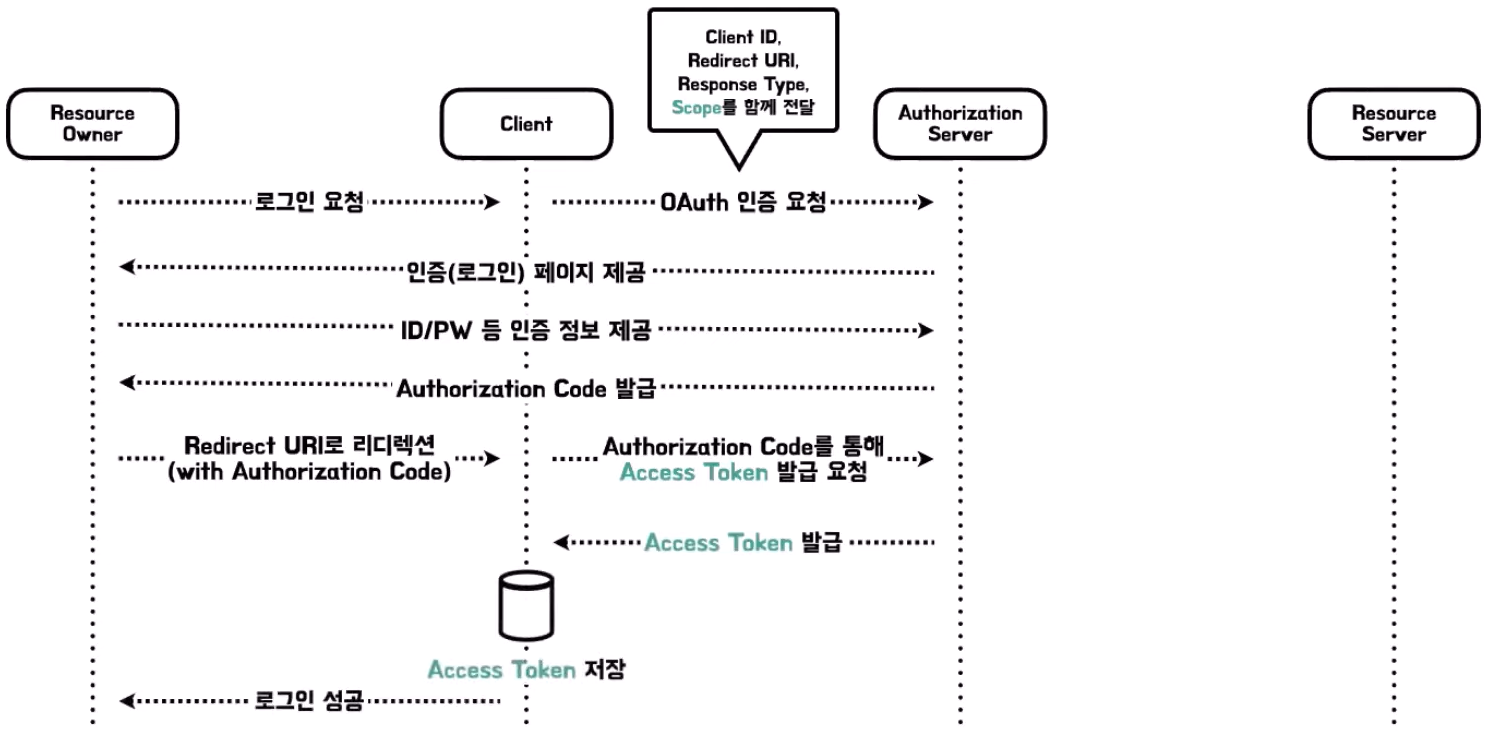 Client ID,
Redirect URI,
Response Type,
Scope를 함께 전달
Resource
Owner
Client
Authorization
Server
Resource
Server
로그인 요청
OAuth 인증 요청
인증(로그인) 페이지 제공
ID/PW 등 인증 정보 제공
Authorization Code 발급
Redirect URI로 리디렉션
(with Authorization Code)
Authorization Code를 통해
Access Token 발급 요청
Access Token 발급
Access Token 저장
로그인 성공